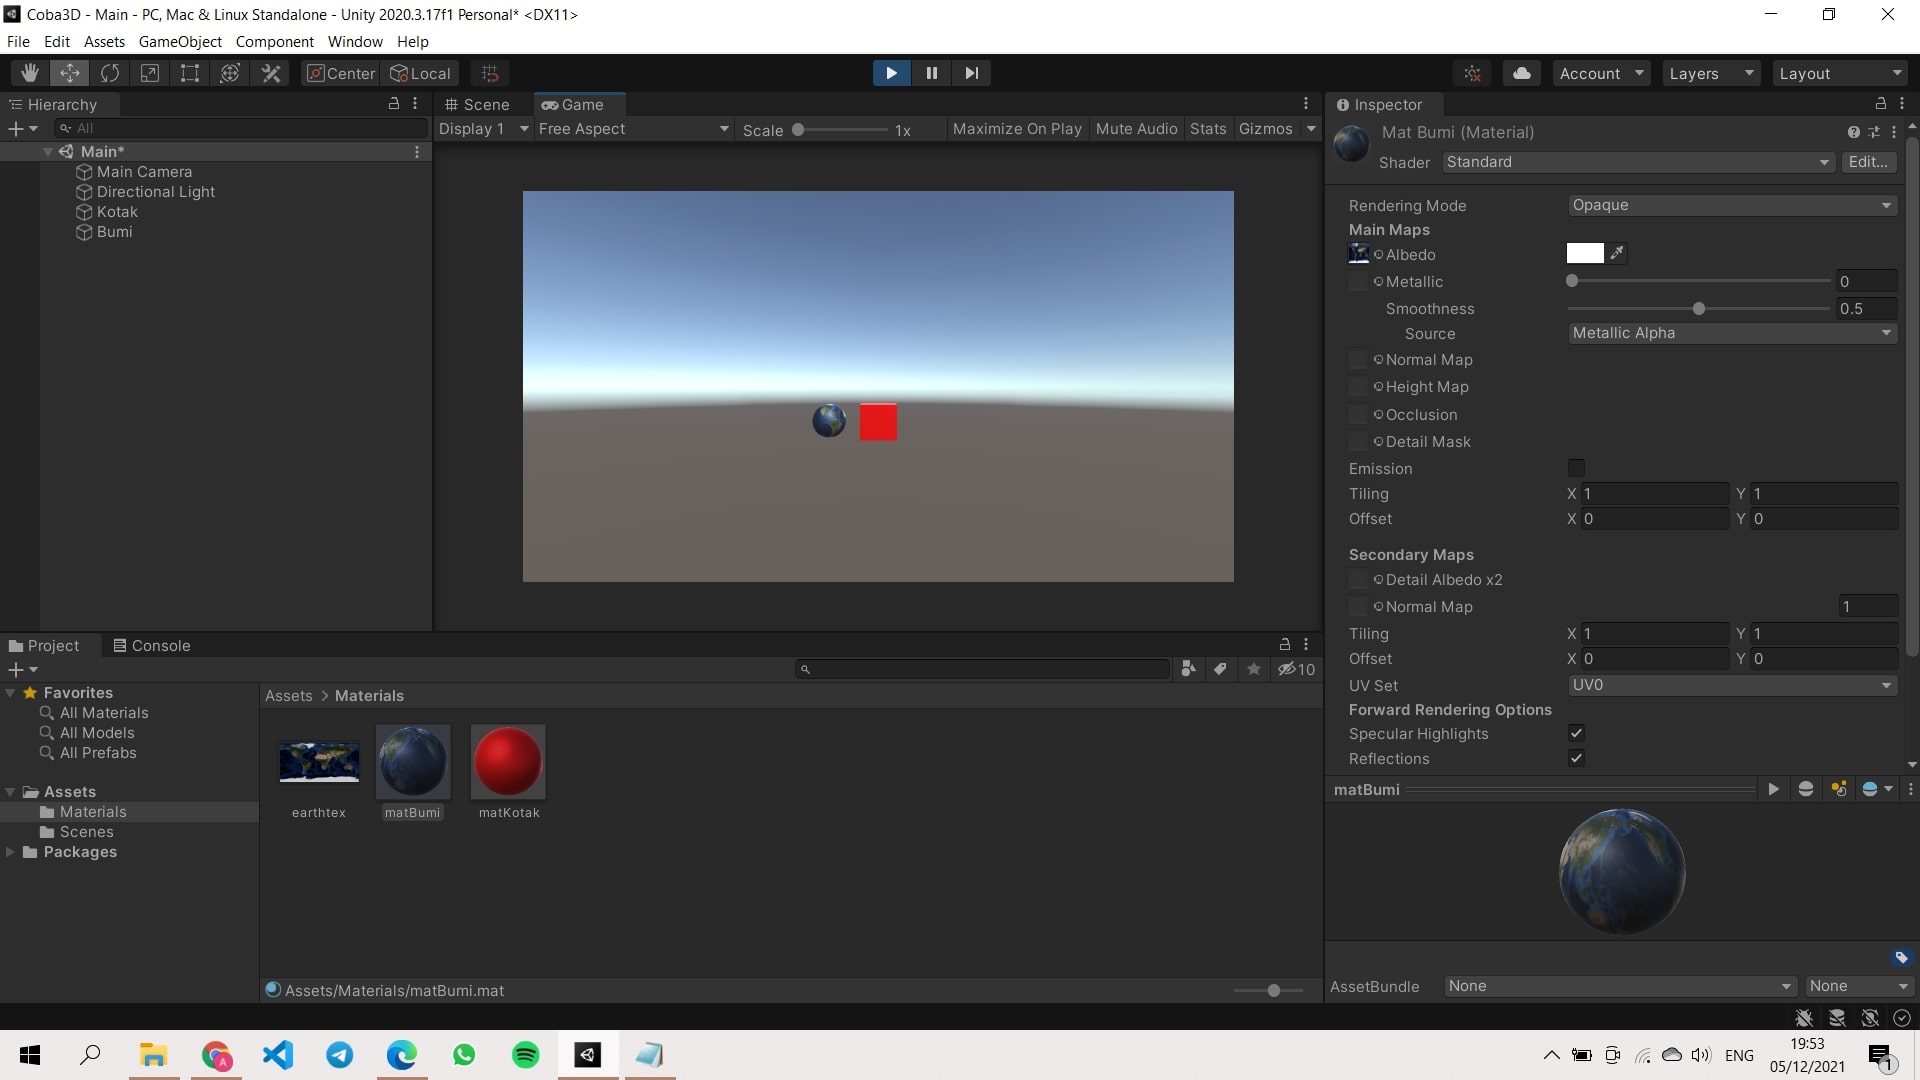 Coba3D - Main - PC, Mac & Linux Standalone - Unity 2020.3.17f1 Personal* <DX11>
File Edit Assets GameObject Component Window Help
Center Local Account Layers Layout
Hierarchy
All
Main*
Main Camera
Directional Light
Kotak
Bumi
Scene Game
Display 1 Free Aspect Scale 1x Maximize On Play Mute Audio Stats Gizmos
Inspector
Mat Bumi (Material)
Shader Standard Edit...
Rendering Mode Opaque
Main Maps
Albedo
Metallic 0
Smoothness 0.5
Source Metallic Alpha
Normal Map
Height Map
Occlusion
Detail Mask
Emission
Tiling X 1 Y 1
Offset X 0 Y 0
Secondary Maps
Detail Albedo x2
Normal Map 1
Tiling X 1 Y 1
Offset X 0 Y 0
UV Set UV0
Forward Rendering Options
Specular Highlights
Reflections
matBumi
AssetBundle None None
Project Console
10
Favorites
All Materials
All Models
All Prefabs
Assets
Materials
Scenes
Packages
Assets > Materials
earthtex matBumi matKotak
Assets/Materials/matBumi.mat
A
ENG
19:53
05/12/2021
1